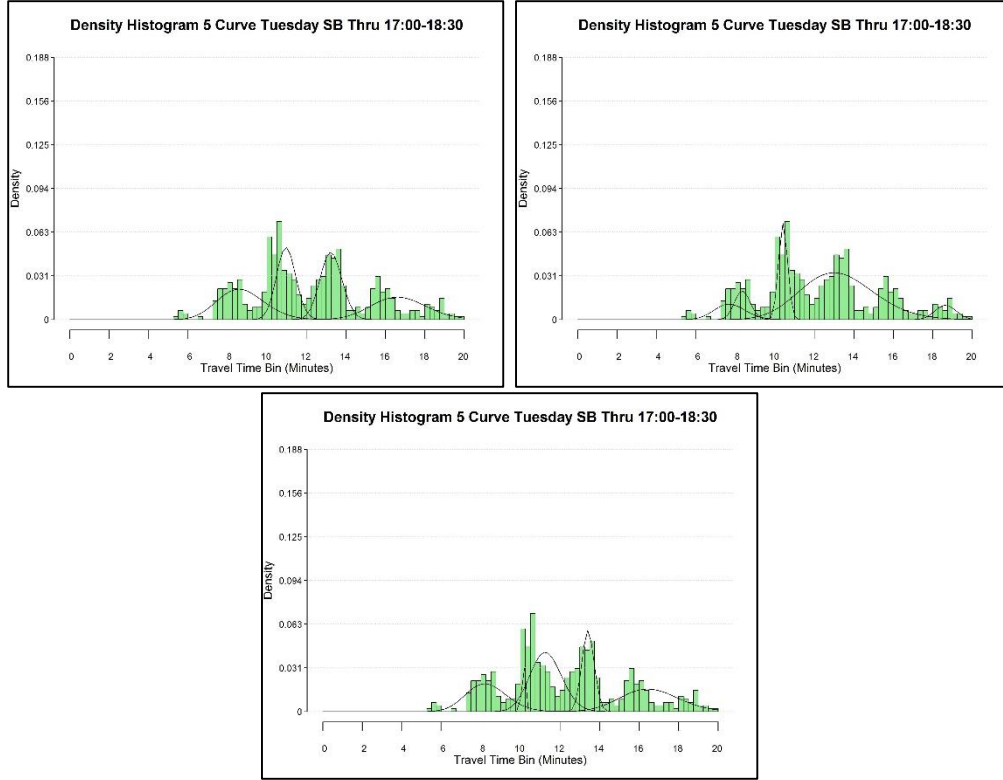 Density Histogram 5 Curve Tuesday SB Thru 17:00-18:30
0.188
0.156
0.125
0.094
0.063
0.031
0
Density
0 2 4 6 8 10 12 14 16 18 20
Travel Time Bin (Minutes)
Density Histogram 5 Curve Tuesday SB Thru 17:00-18:30
0.188
0.156
0.125
0.094
0.063
0.031
0
Density
0 2 4 6 8 10 12 14 16 18 20
Travel Time Bin (Minutes)
Density Histogram 5 Curve Tuesday SB Thru 17:00-18:30
0.188
0.156
0.125
0.094
0.063
0.031
0
Density
0 2 4 6 8 10 12 14 16 18 20
Travel Time Bin (Minutes)